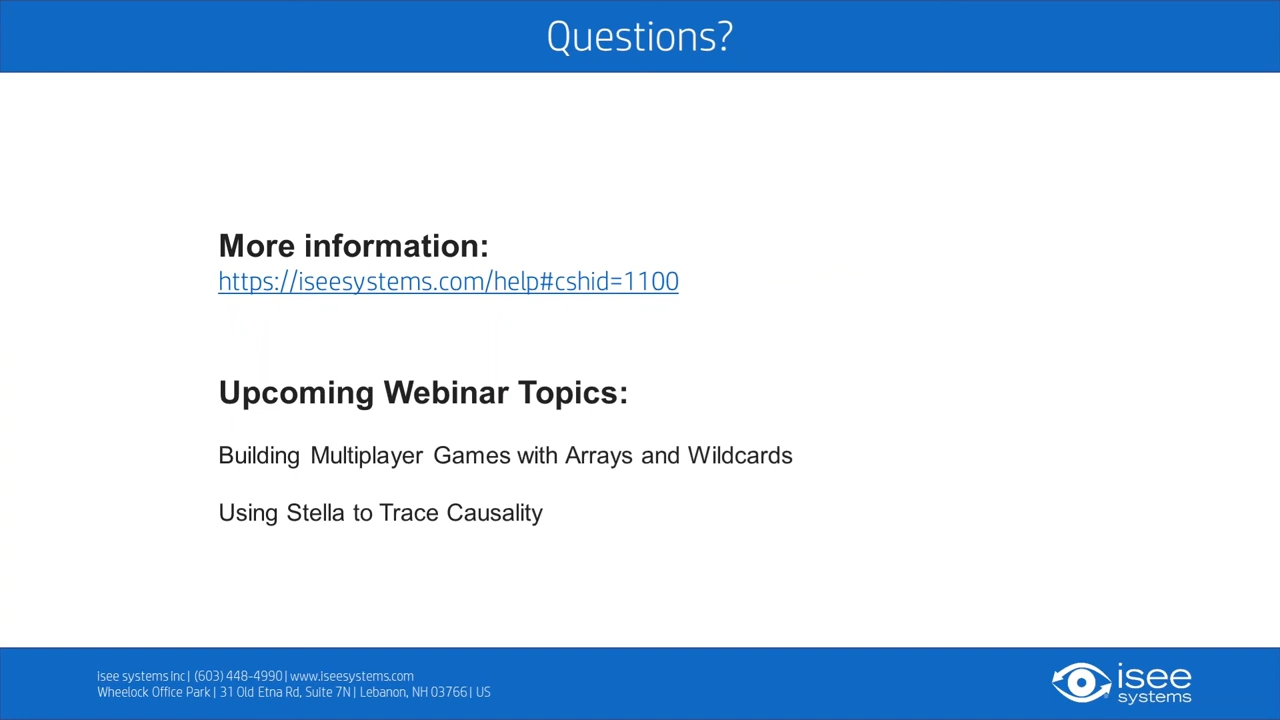 Questions?
More information:
https://iseesystems.com/help#cshid=1100
Upcoming Webinar Topics:
Building Multiplayer Games with Arrays and Wildcards
Using Stella to Trace Causality
isee systems inc | (603) 448-4990 | www.iseesystems.com
Wheelock Office Park | 31 Old Etna Rd, Suite 7N | Lebanon, NH 03766 | US
isee
systems